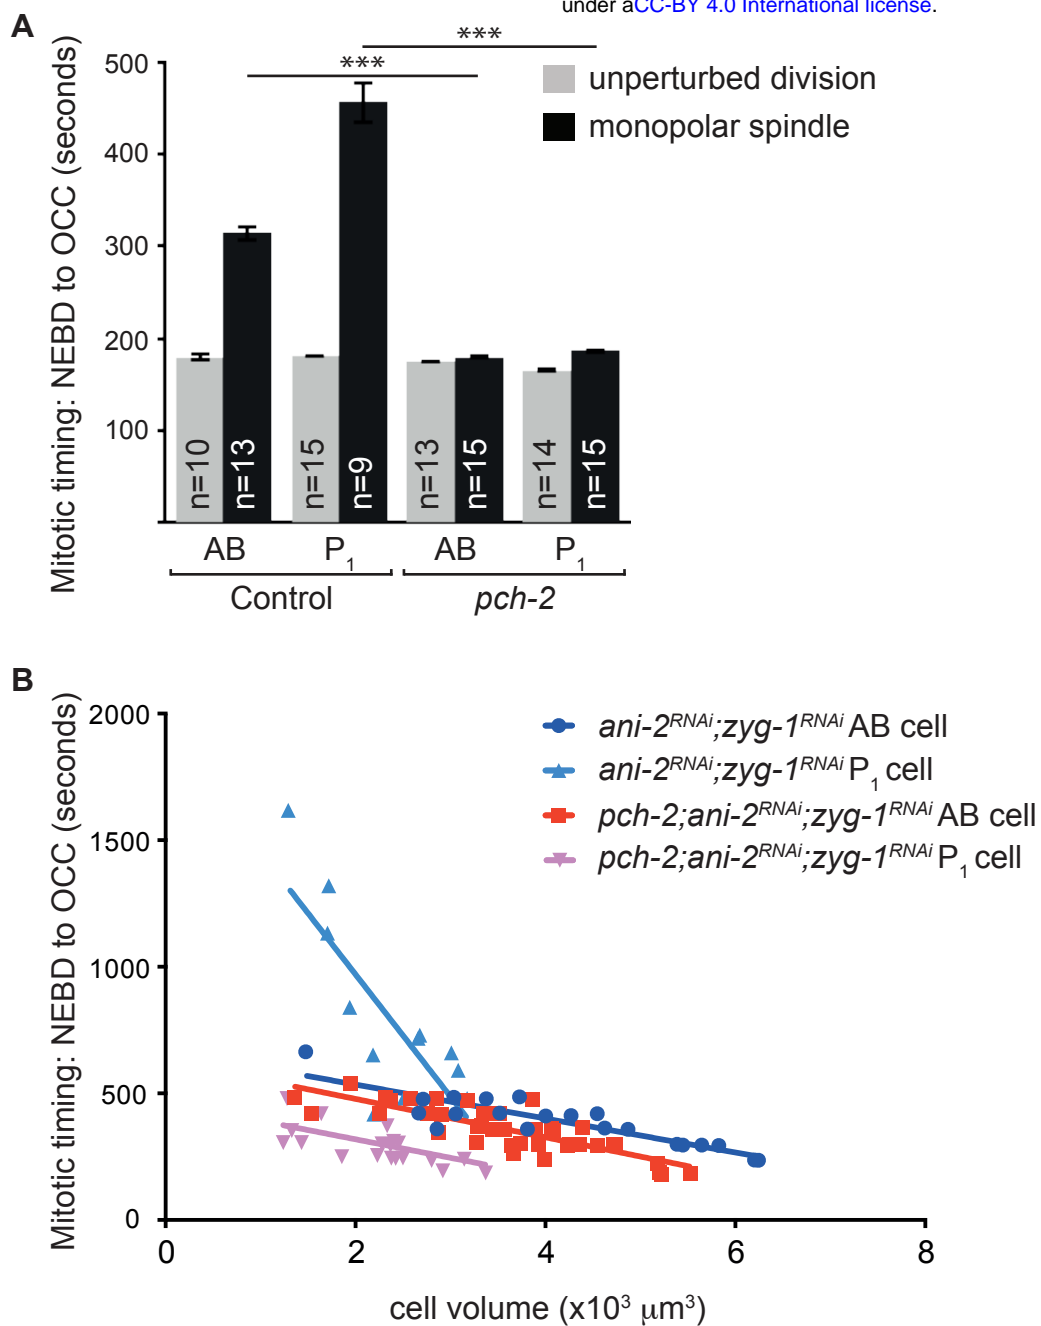 under aCC-BY 4.0 International license.
A
Mitotic timing: NEBD to OCC (seconds)
500
400
300
200
100
***
***
unperturbed division
monopolar spindle
n=10
n=13
n=15
n=9
n=13
n=15
n=14
n=15
AB
P1
AB
P1
Control
pch-2
B
Mitotic timing: NEBD to OCC (seconds)
2000
1500
1000
500
0
ani-2RNAi;zyg-1RNAi AB cell
ani-2RNAi;zyg-1RNAi P1 cell
pch-2;ani-2RNAi;zyg-1RNAi AB cell
pch-2;ani-2RNAi;zyg-1RNAi P1 cell
0
2
4
6
8
cell volume (x10³ µm³)